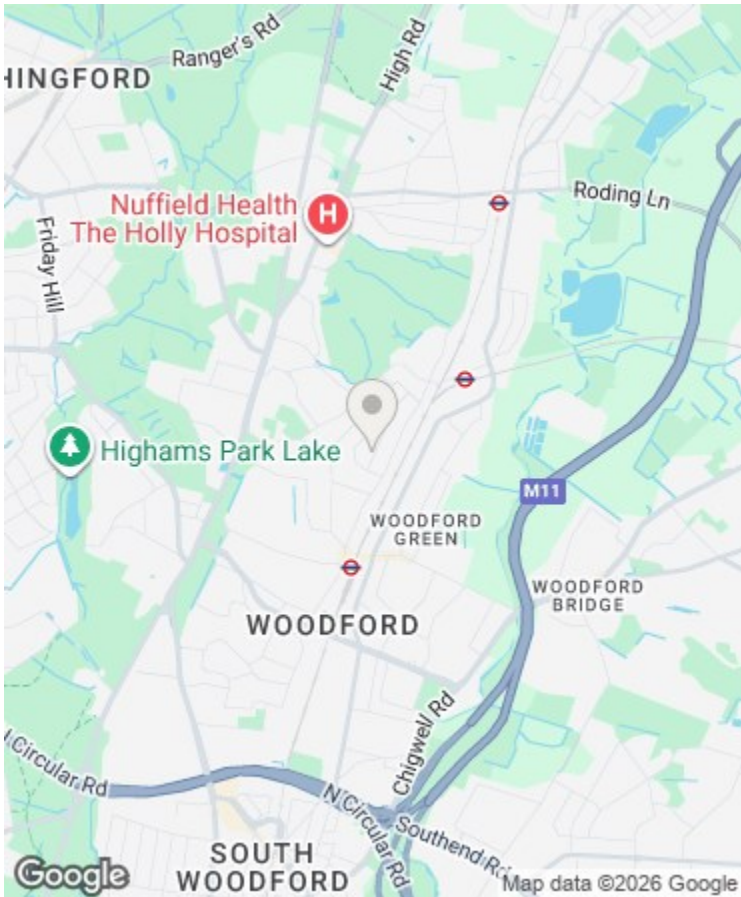 Ranger's Rd
High Rd
HINGFORD
Nuffield Health
The Holly Hospital
H
Roding Ln
Friday Hill
Highams Park Lake
M11
WOODFORD
GREEN
WOODFORD
BRIDGE
WOODFORD
Chigwell Rd
N Circular Rd
N Circular Rd
Southend Rd
SOUTH
WOODFORD
Google
Map data ©2026 Google